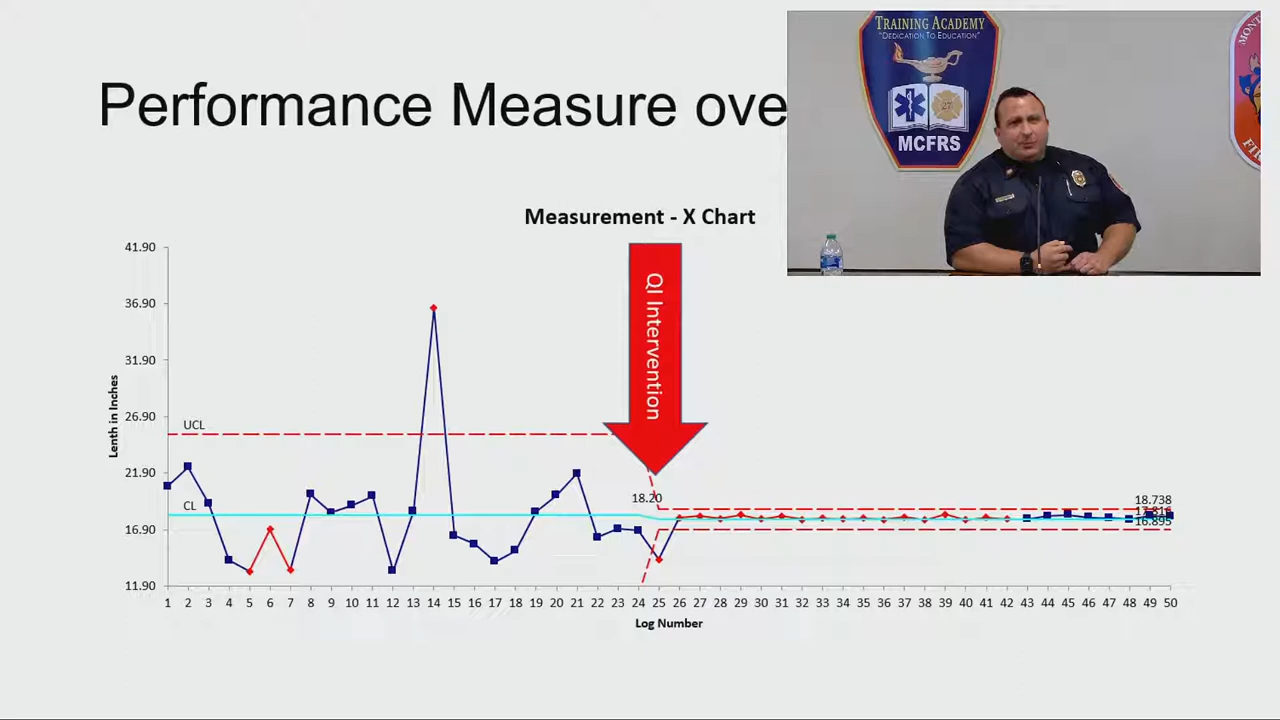 Performance Measure ove
TRAINING ACADEMY
"DEDICATION TO EDUCATION"
27
MCFRS
MONT
FI
Measurement - X Chart
QI Intervention
41.90
36.90
31.90
26.90
21.90
16.90
11.90
Lenth in Inches
UCL
CL
18.20
18.738
17.816
16.895
1 2 3 4 5 6 7 8 9 10 11 12 13 14 15 16 17 18 19 20 21 22 23 24 25 26 27 28 29 30 31 32 33 34 35 36 37 38 39 40 41 42 43 44 45 46 47 48 49 50
Log Number